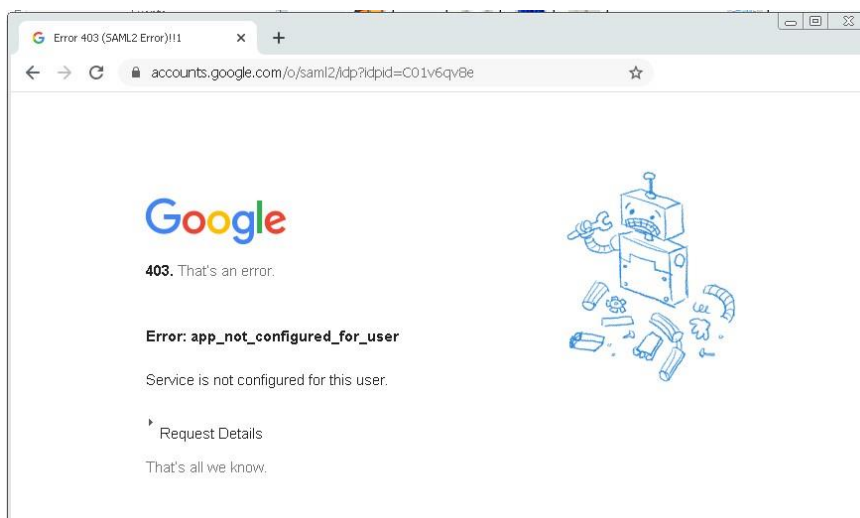 Error 403 (SAML2 Error)!!1
accounts.google.com/o/saml2/idp?idpid=C01v6qv8e
Google
403. That's an error.
Error: app_not_configured_for_user
Service is not configured for this user.
Request Details
That's all we know.